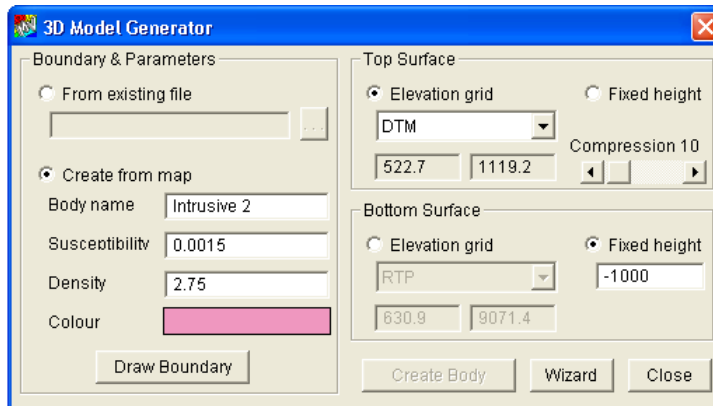 3D Model Generator
Boundary & Parameters
From existing file
...
Create from map
Body name Intrusive 2
Susceptibility 0.0015
Density 2.75
Colour
Draw Boundary
Top Surface
Elevation grid Fixed height
DTM
Compression 10
522.7 1119.2
Bottom Surface
Elevation grid Fixed height
RTP -1000
630.9 9071.4
Create Body Wizard Close